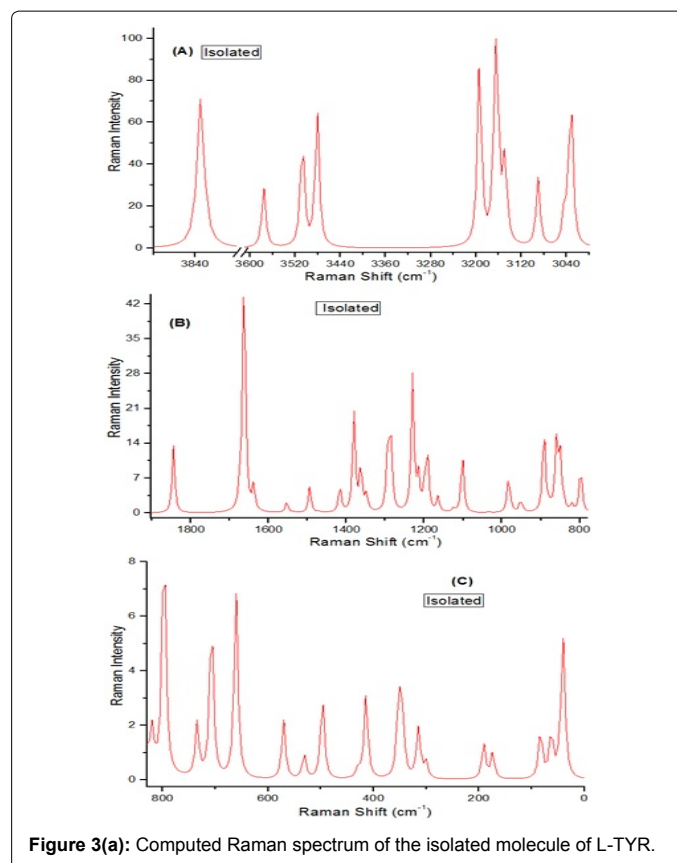 (A) Isolated
Raman Intensity
100
80
60
40
20
0
3840 3600 3520 3440 3360 3280 3200 3120 3040
Raman Shift (cm⁻¹)
(B) Isolated
Raman Intensity
42
35
28
21
14
7
0
1800 1600 1400 1200 1000 800
Raman Shift (cm⁻¹)
(C)
Isolated
Raman Intensity
8
6
4
2
0
800 600 400 200 0
Raman Shift (cm⁻¹)
Figure 3(a): Computed Raman spectrum of the isolated molecule of L-TYR.